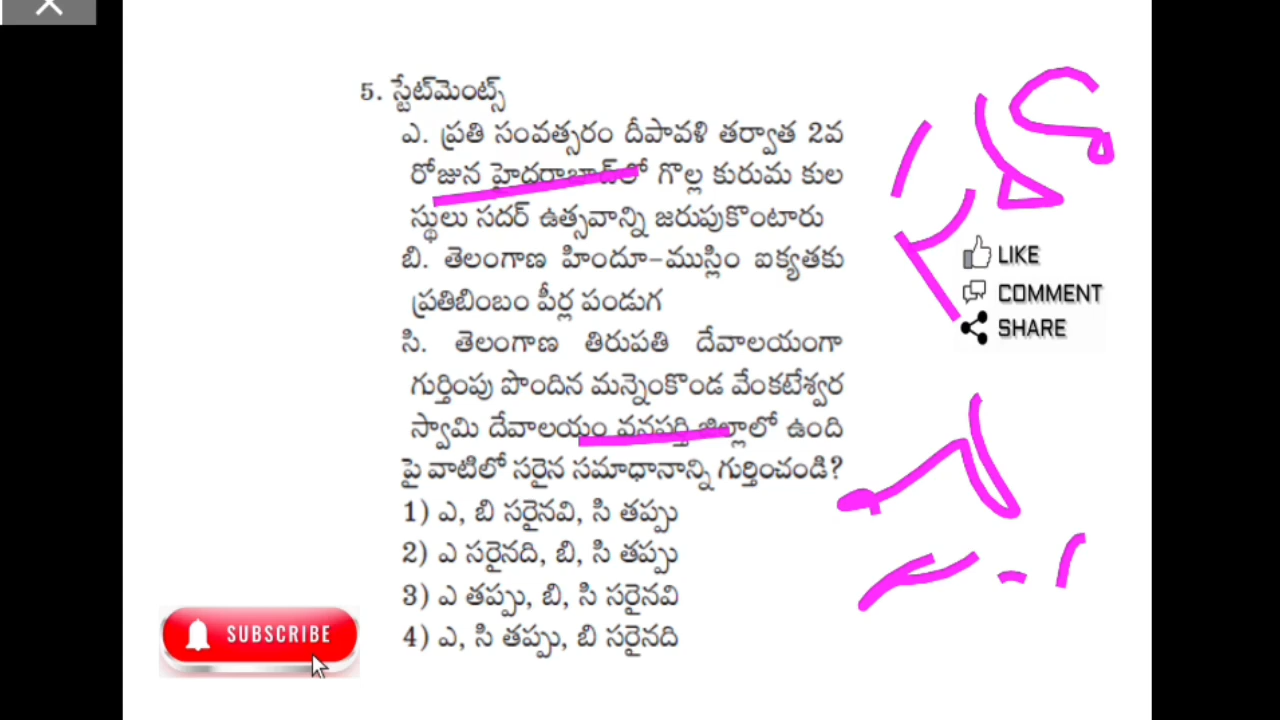 5. స్టేట్‌మెంట్స్
ఎ. ప్రతి సంవత్సరం దీపావళి తర్వాత 2వ
రోజున హైదరాబాద్‌లో గొల్ల కురుమ కుల
స్థులు సదర్ ఉత్సవాన్ని జరుపుకొంటారు
బి. తెలంగాణ హిందూ-ముస్లిం ఐక్యతకు
ప్రతిబింబం పీర్ల పండుగ
సి. తెలంగాణ తిరుపతి దేవాలయంగా
గుర్తింపు పొందిన మన్నెంకొండ వేంకటేశ్వర
స్వామి దేవాలయం వనపర్తి జిల్లాలో ఉంది
పై వాటిలో సరైన సమాధానాన్ని గుర్తించండి?
1) ఎ, బి సరైనవి, సి తప్పు
2) ఎ సరైనది, బి, సి తప్పు
3) ఎ తప్పు, బి, సి సరైనవి
4) ఎ, సి తప్పు, బి సరైనది
LIKE
COMMENT
SHARE
SUBSCRIBE